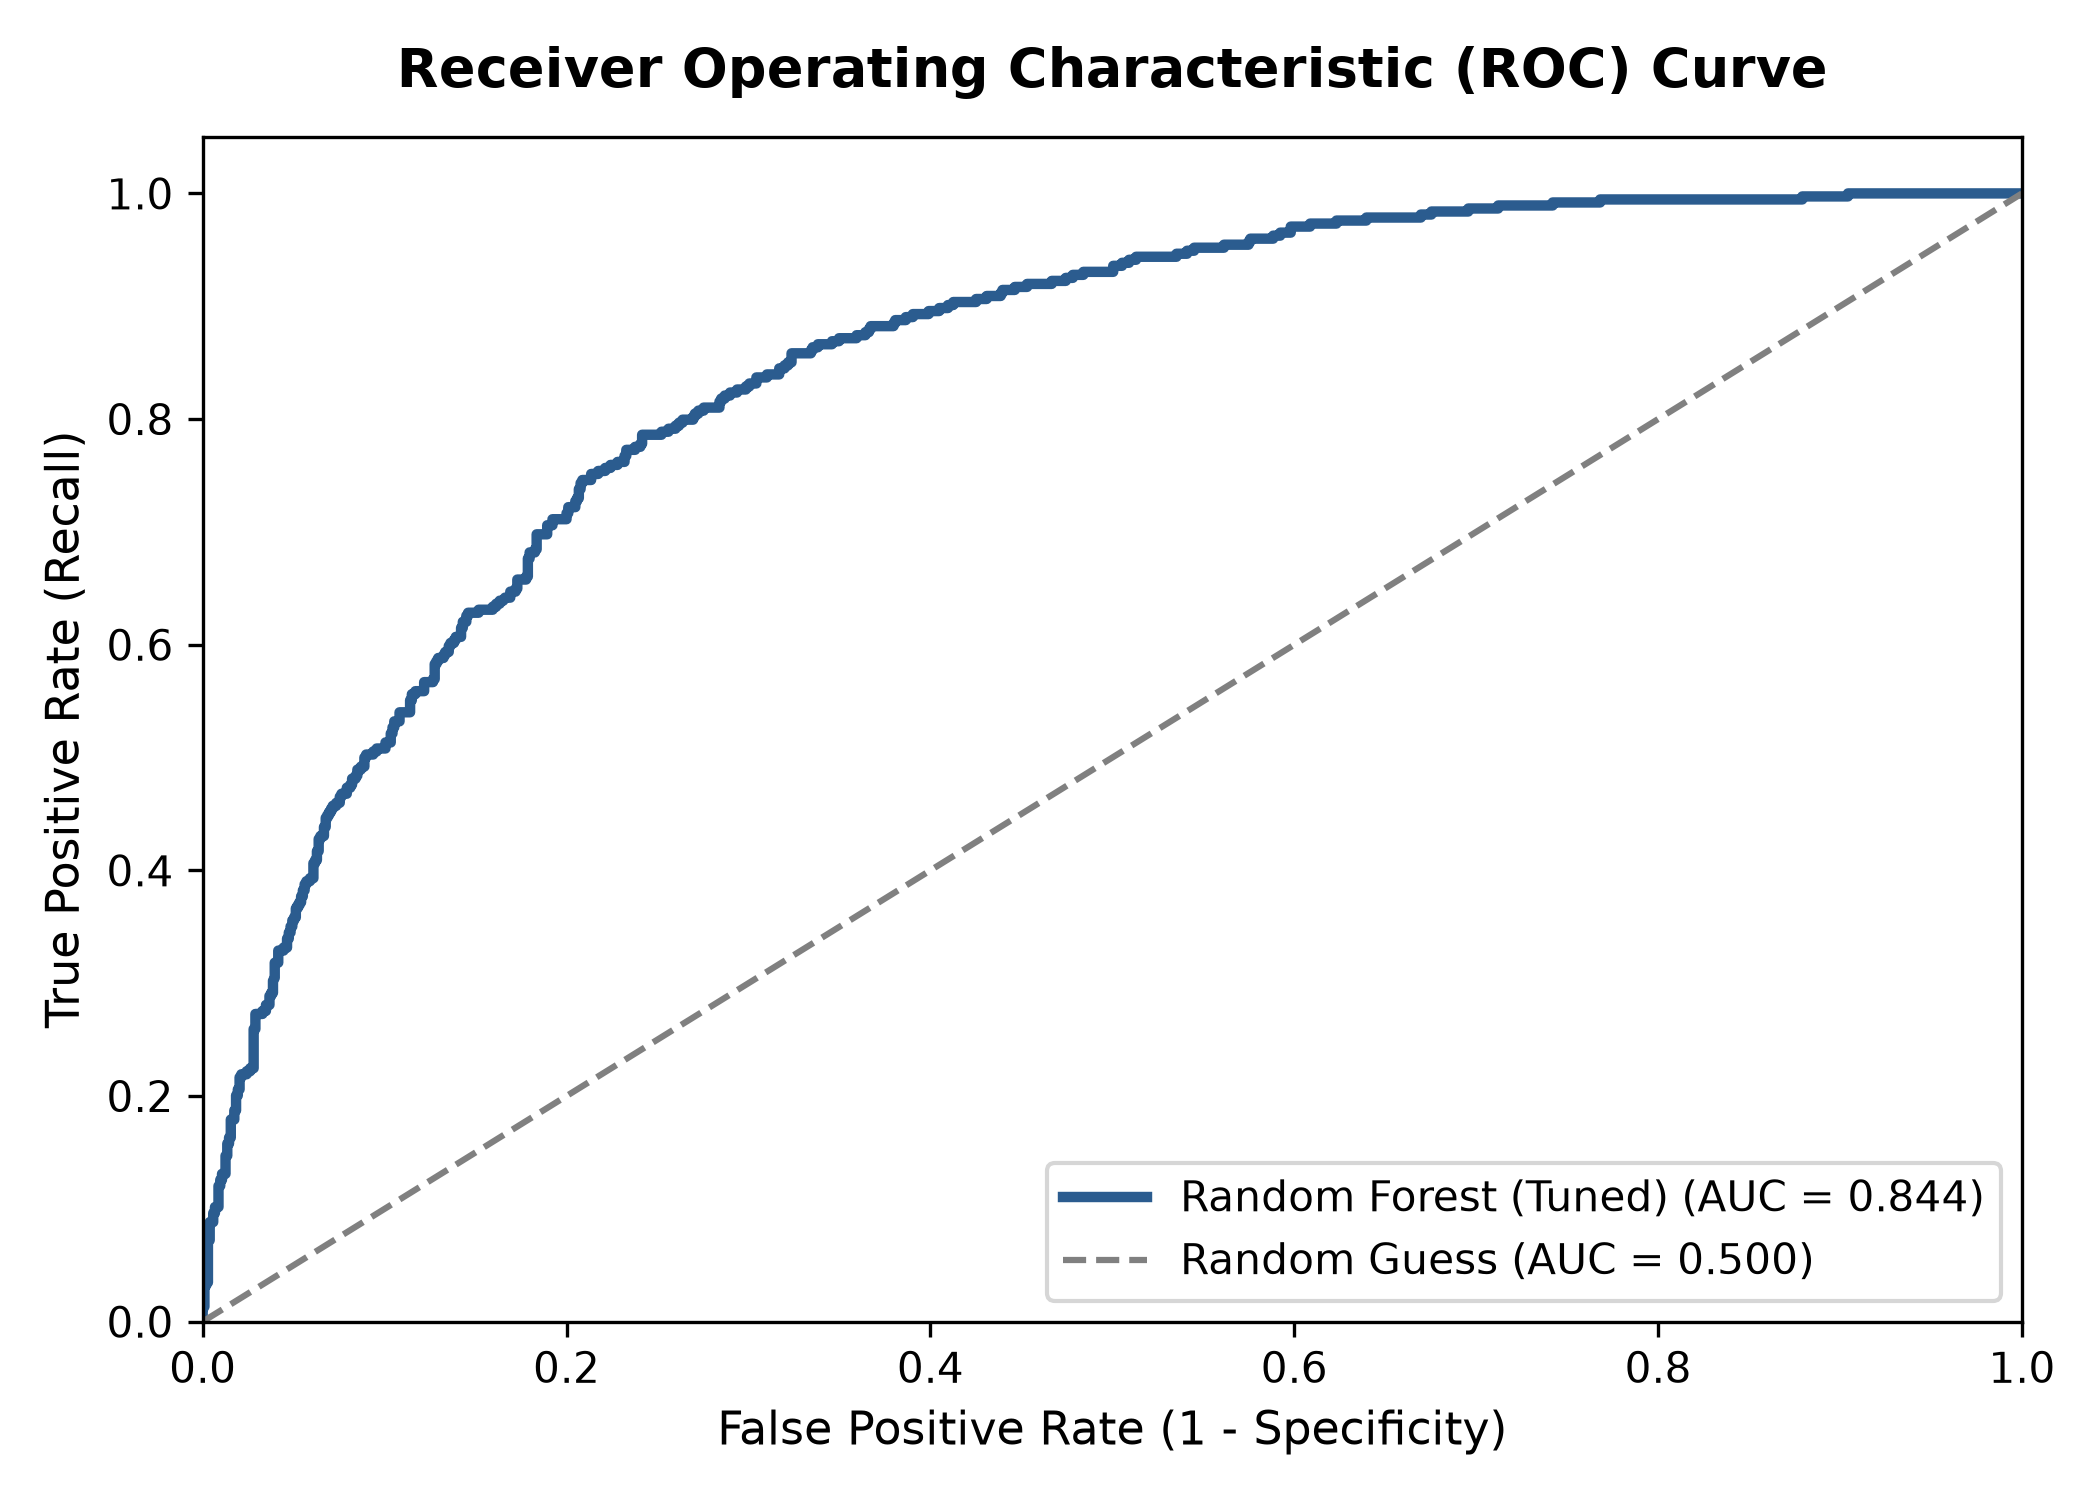 Receiver Operating Characteristic (ROC) Curve
True Positive Rate (Recall)
1.0
0.8
0.6
0.4
0.2
0.0
Random Forest (Tuned) (AUC = 0.844)
Random Guess (AUC = 0.500)
0.0 0.2 0.4 0.6 0.8 1.0
False Positive Rate (1 - Specificity)